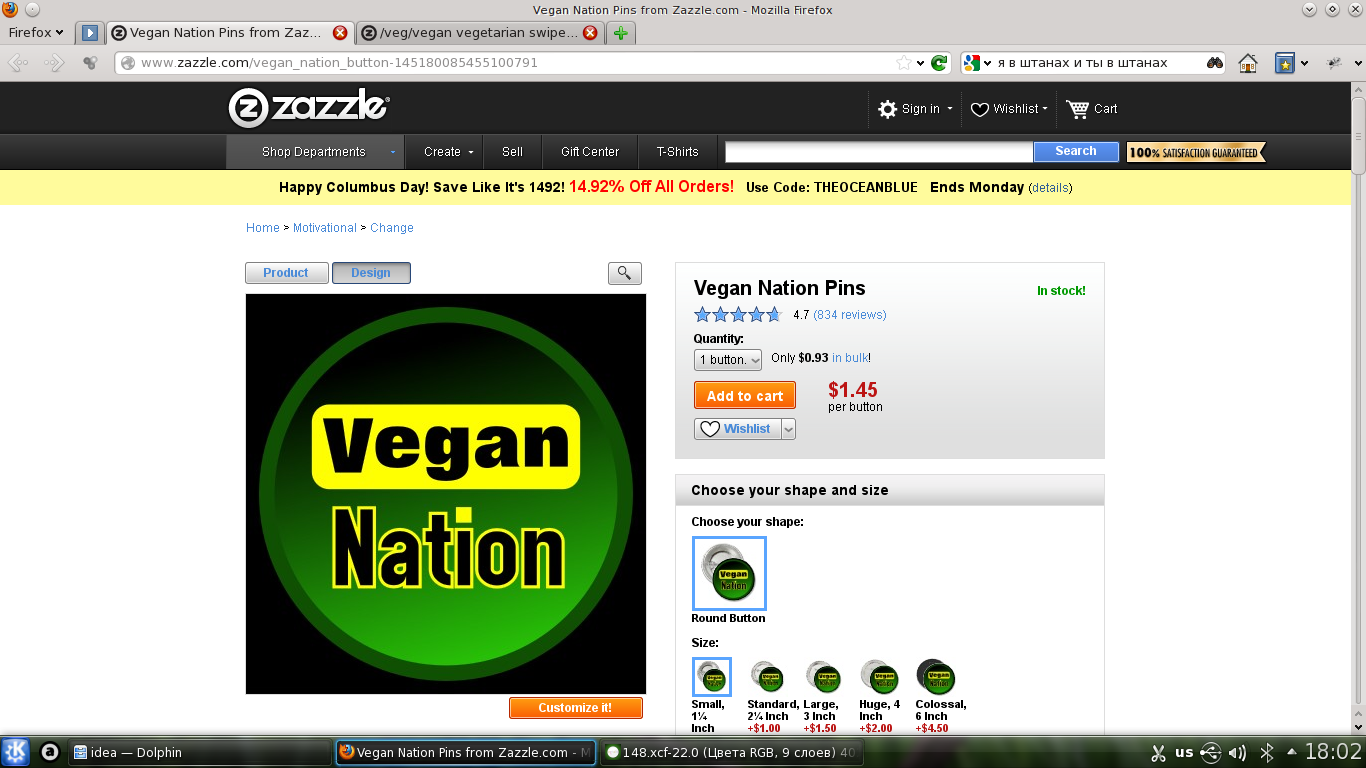 Vegan Nation Pins from Zazzle.com - Mozilla Firefox
Firefox
Vegan Nation Pins from Zaz...
/veg/vegan vegetarian swipe...
www.zazzle.com/vegan_nation_button-145180085455100791
я в штанах и ты в штанах
zazzle
Sign in
Wishlist
Cart
Shop Departments
Create
Sell
Gift Center
T-Shirts
Search
100% SATISFACTION GUARANTEED
Happy Columbus Day! Save Like It's 1492! 14.92% Off All Orders! Use Code: THEOCEANBLUE Ends Monday (details)
Home > Motivational > Change
Product
Design
Vegan
Nation
Customize it!
Vegan Nation Pins
In stock!
4.7 (834 reviews)
Quantity:
1 button.
Only $0.93 in bulk!
Add to cart
$1.45
per button
Wishlist
Choose your shape and size
Choose your shape:
Vegan
Nation
Round Button
Size:
Small,
1¼
Inch
Standard,
2¼ Inch
+$1.00
Large,
3 Inch
+$1.50
Huge, 4
Inch
+$2.00
Colossal,
6 Inch
+$4.50
idea — Dolphin
Vegan Nation Pins from Zazzle.com - M
148.xcf-22.0 (Цвета RGB, 9 слоев) 40
us
18:02